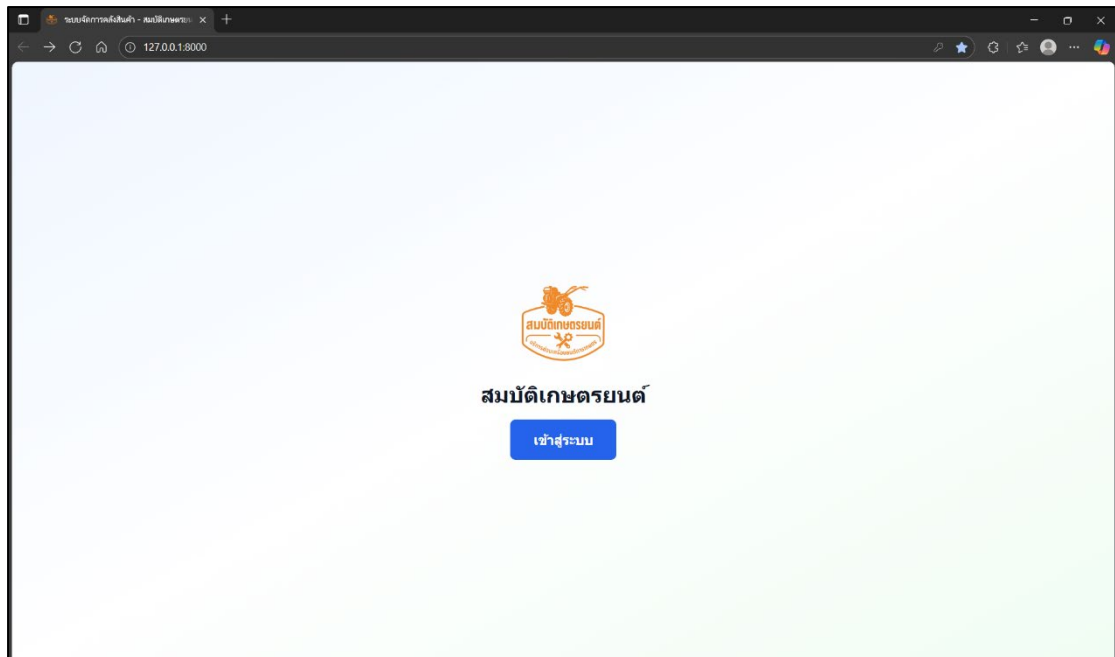 ระบบจัดการคลังสินค้า - สมบัติเกษตรยน
127.0.0.1:8000
สมบัติเกษตรยนต์
สมบัติเกษตรยนต์
เข้าสู่ระบบ